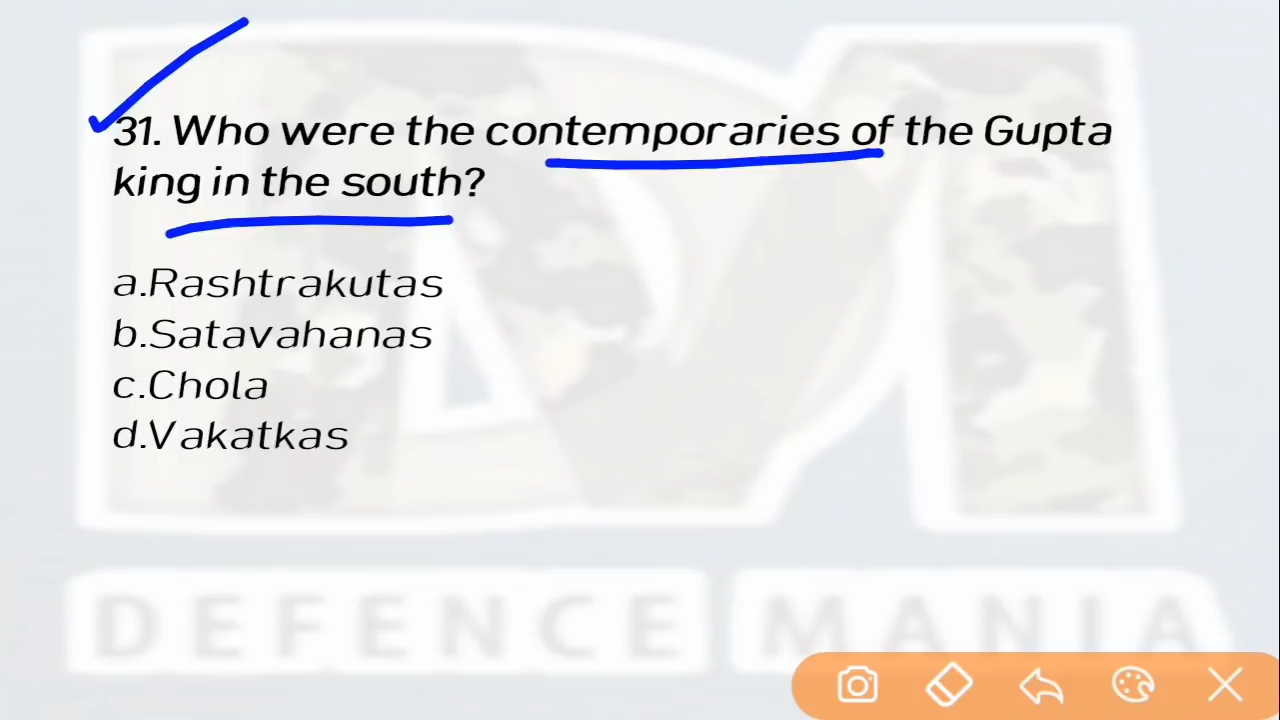 31. Who were the contemporaries of the Gupta
king in the south?
a.Rashtrakutas
b.Satavahanas
c.Chola
d.Vakatkas
DEFENCE MANIA